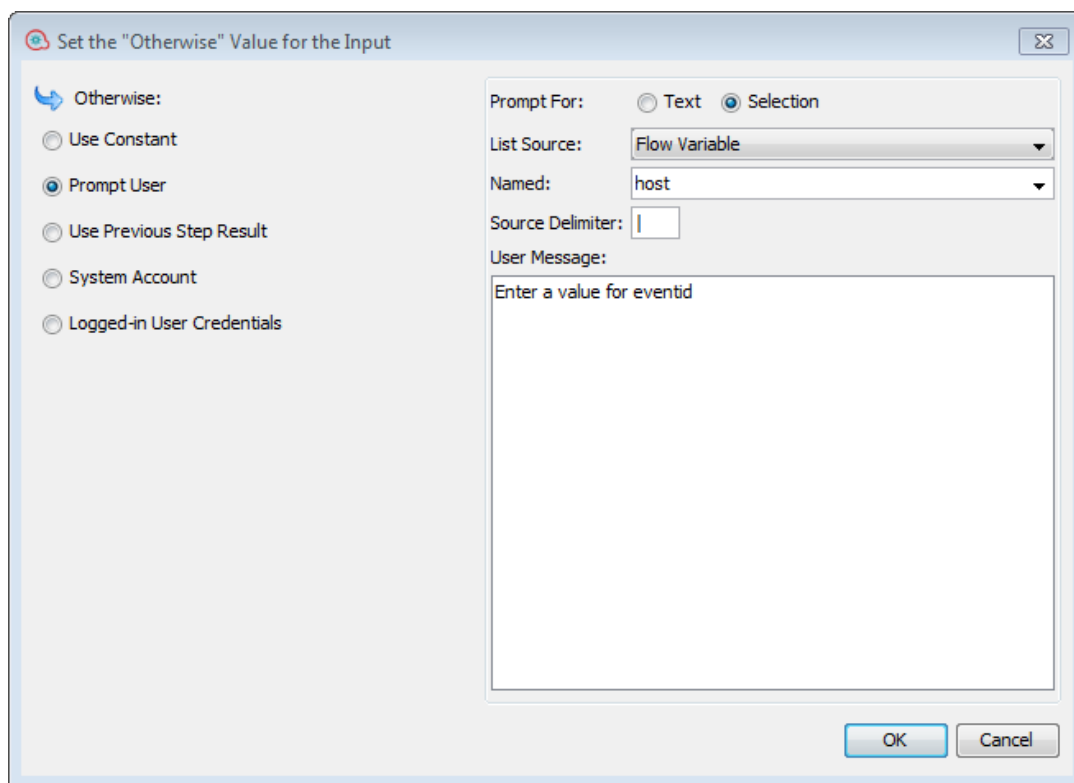 Set the "Otherwise" Value for the Input
Otherwise:
Use Constant
Prompt User
Use Previous Step Result
System Account
Logged-in User Credentials
Prompt For: Text Selection
List Source: Flow Variable
Named: host
Source Delimiter: |
User Message:
Enter a value for eventid
OK Cancel